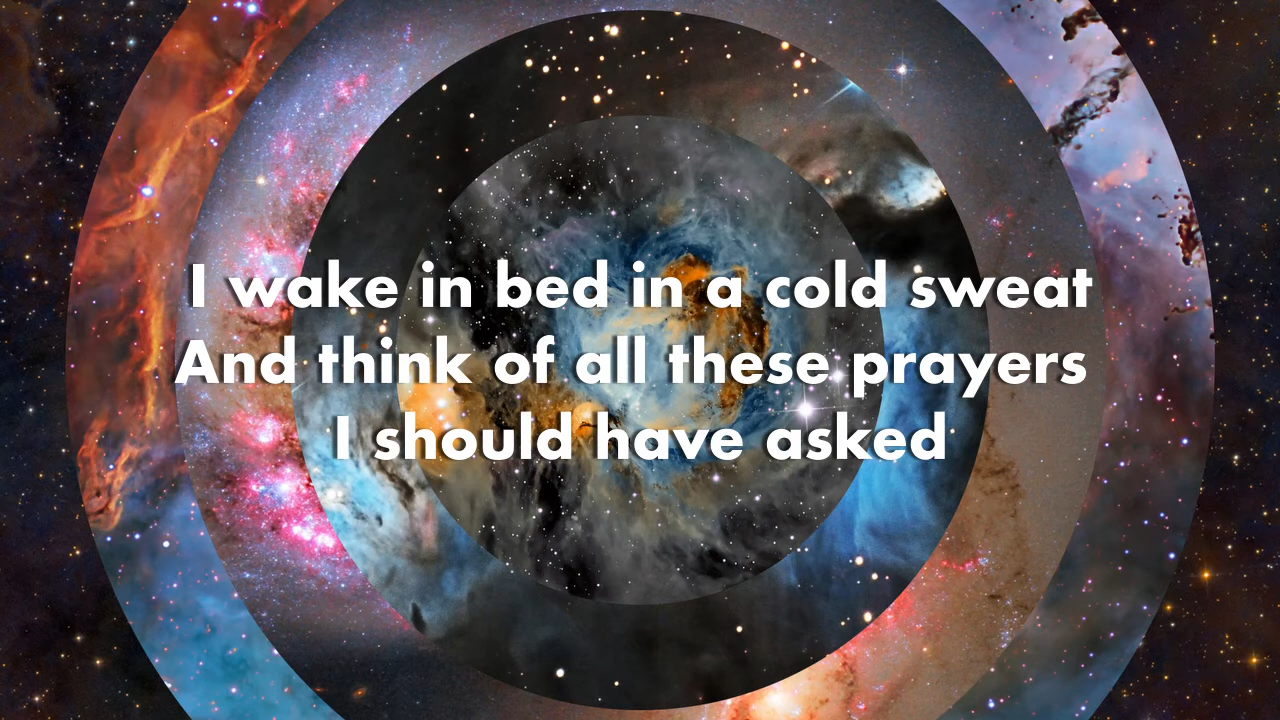 I wake in bed in a cold sweat
And think of all these prayers
I should have asked